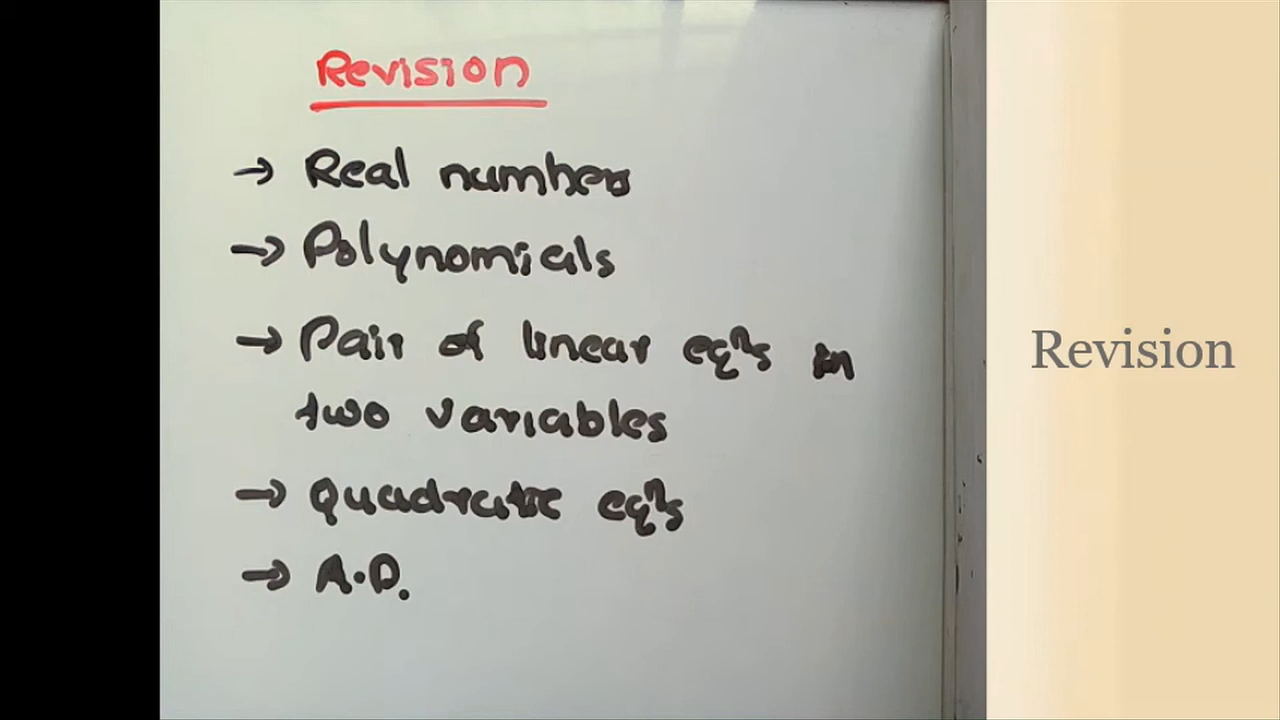 Revision
→ Real numbers
→ Polynomials
→ Pair of linear eqⁿs in
two variables
→ Quadratic eqⁿs
→ A.P.
Revision